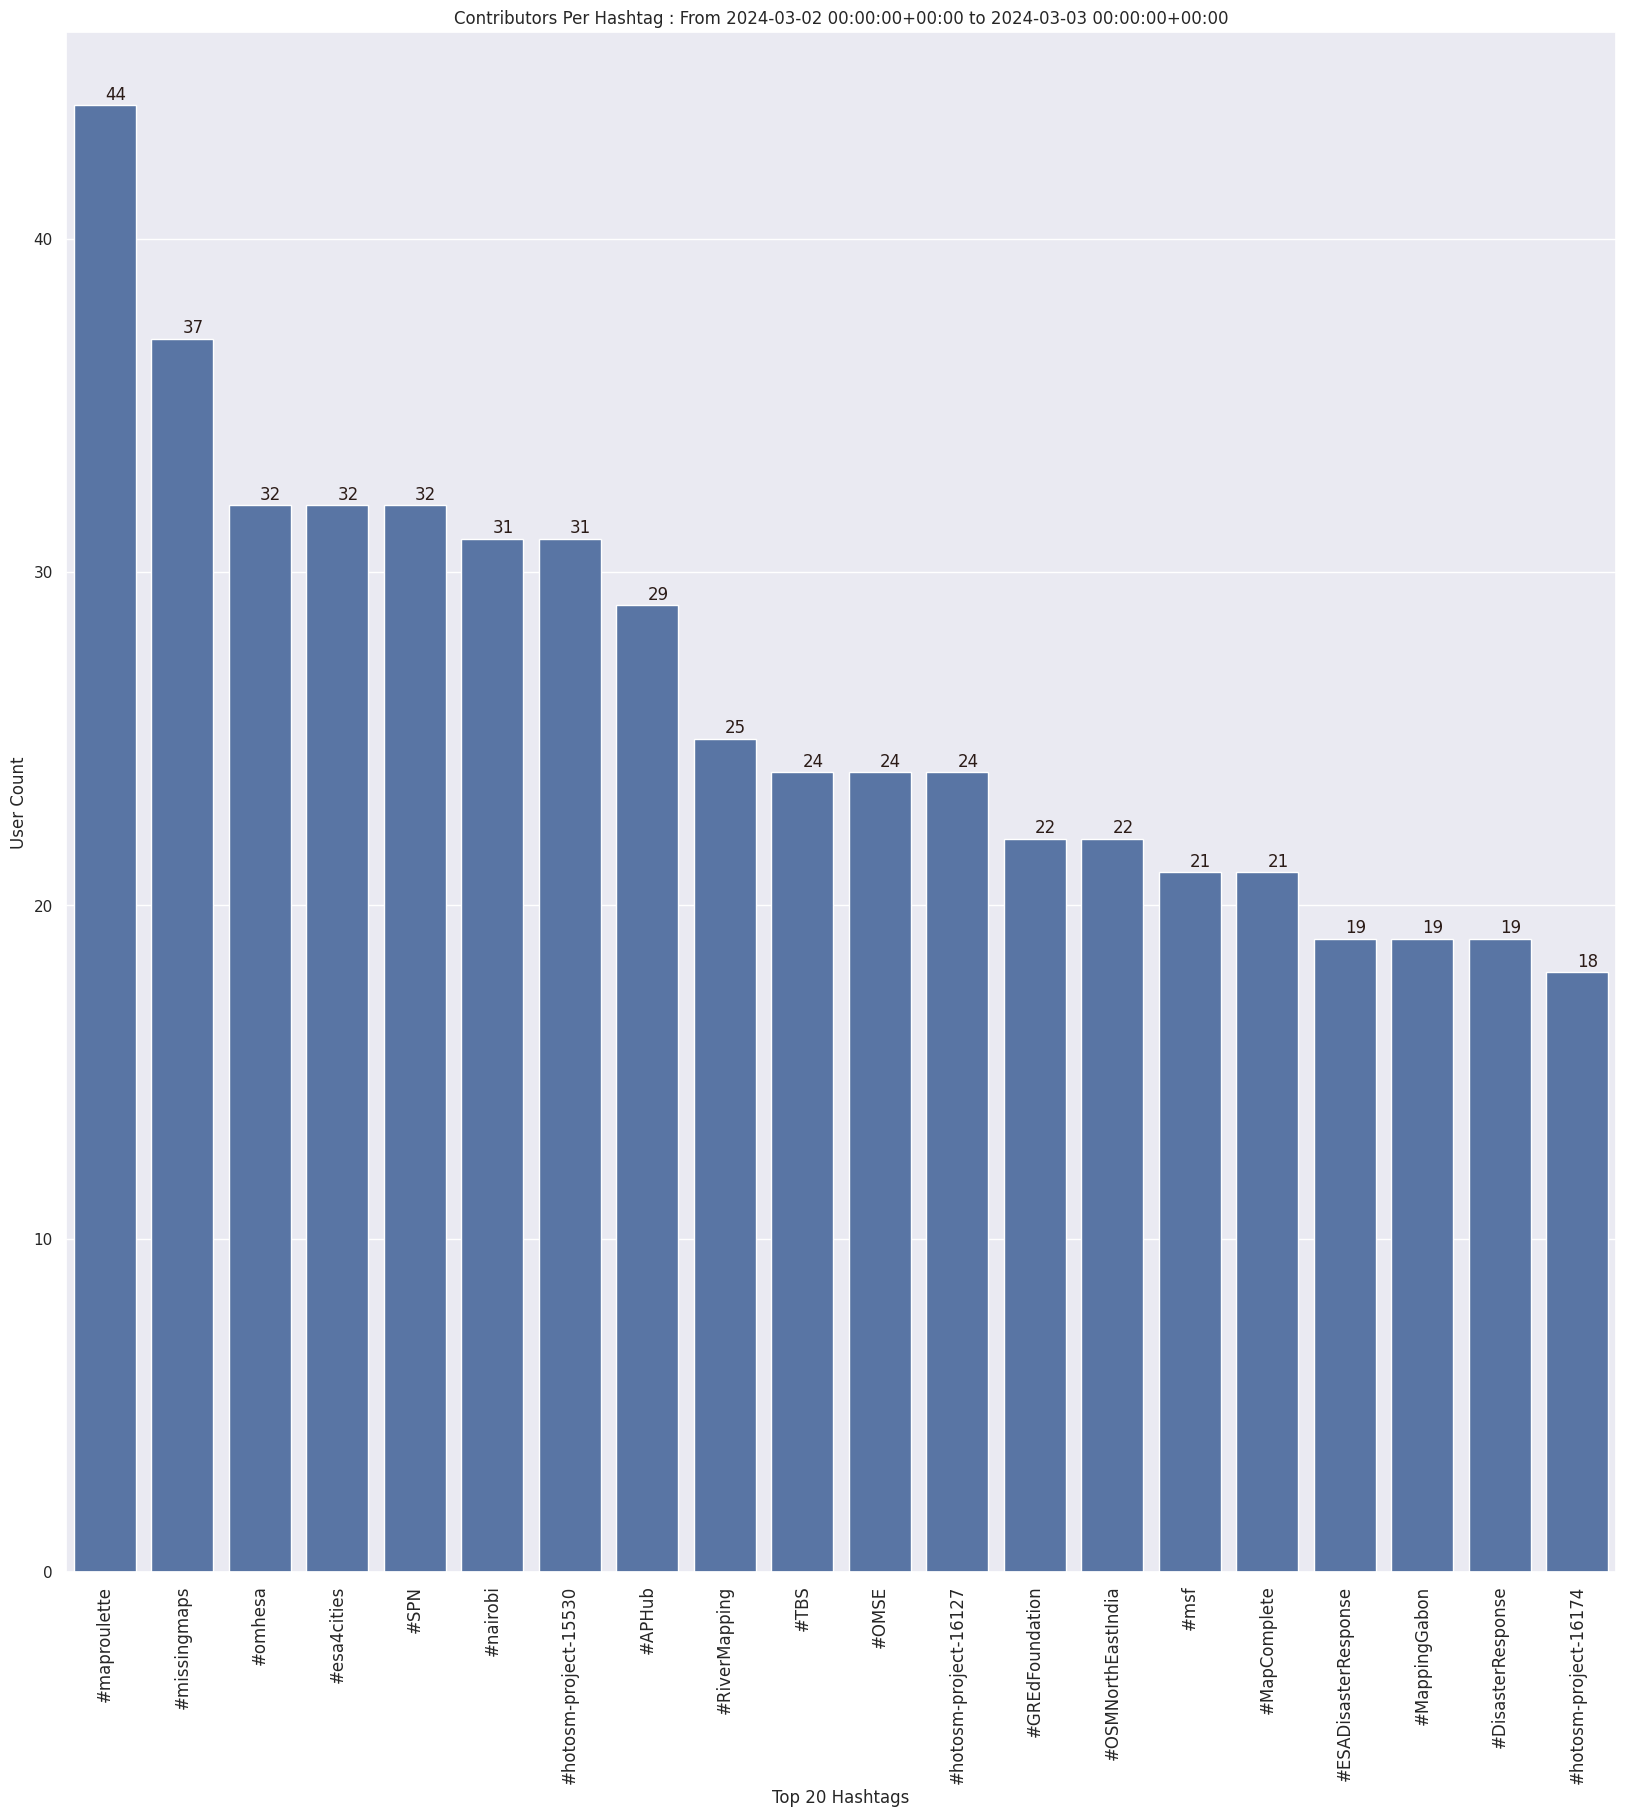 Contributors Per Hashtag : From 2024-03-02 00:00:00+00:00 to 2024-03-03 00:00:00+00:00
44
37
32
32
32
31
31
29
25
24
24
24
22
22
21
21
19
19
19
18
40
30
20
10
0
User Count
#maproulette
#missingmaps
#omhesa
#esa4cities
#SPN
#nairobi
#hotosm-project-15530
#APHub
#RiverMapping
#TBS
#OMSE
#hotosm-project-16127
#GREdFoundation
#OSMNorthEastIndia
#msf
#MapComplete
#ESADisasterResponse
#MappingGabon
#DisasterResponse
#hotosm-project-16174
Top 20 Hashtags